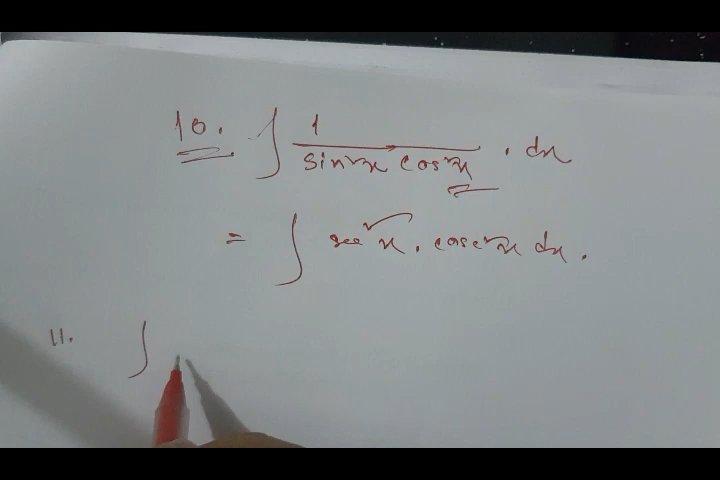 10. ∫ 1 / sin²x cos²x . dx
= ∫ sec²x . cosec²x dx .
11. ∫